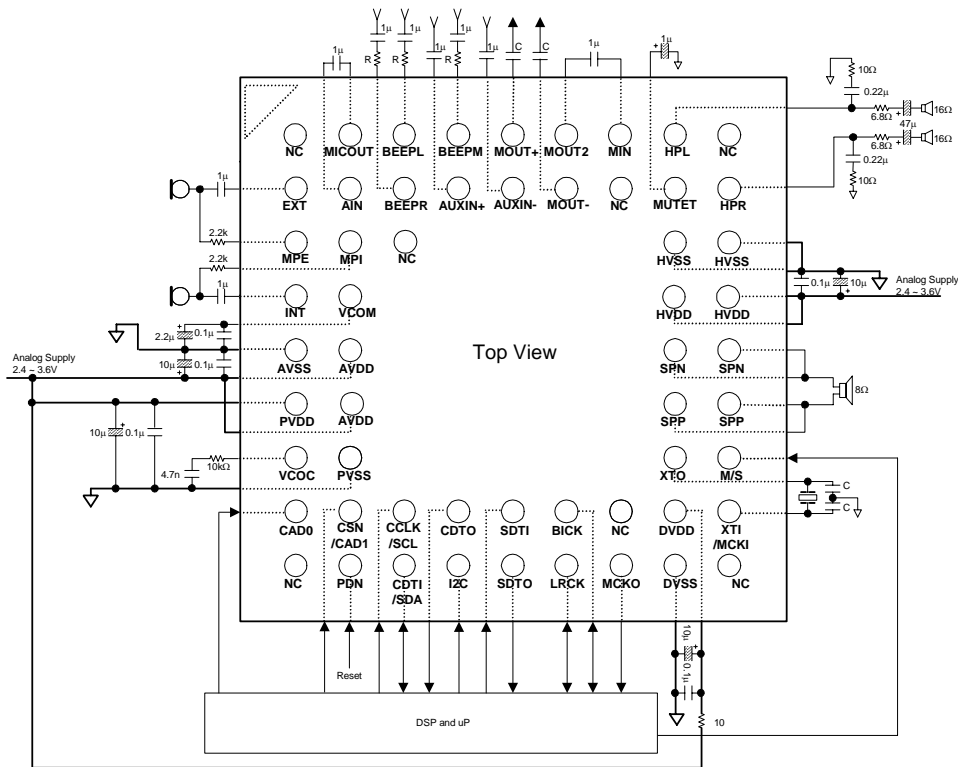 1μ 1μ 1μ 1μ 1μ 1μ
1μ R R R C C 1μ
10Ω
0.22μ
6.8Ω 16Ω
47μ
6.8Ω 16Ω
0.22μ
10Ω
NC MICOUT BEEPL BEEPM MOUT+ MOUT2 MIN HPL NC
1μ
EXT AIN BEEPR AUXIN+ AUXIN- MOUT- NC MUTET HPR
2.2k
MPE MPI NC HVSS HVSS
2.2k
1μ
INT VCOM HVDD HVDD
0.1μ 10μ
Analog Supply
2.4 ~ 3.6V
2.2μ 0.1μ
Analog Supply
2.4 ~ 3.6V
10μ 0.1μ
AVSS AVDD Top View SPN SPN
8Ω
10μ 0.1μ
PVDD AVDD SPP SPP
4.7n 10kΩ
VCOC PVSS XTO M/S
C
C
CAD0 CSN
/CAD1 CCLK
/SCL CDTO SDTI BICK NC DVDD XTI
/MCKI
NC PDN CDTI
/SDA I2C SDTO LRCK MCKO DVSS NC
10μ
0.1μ
Reset
DSP and uP
10